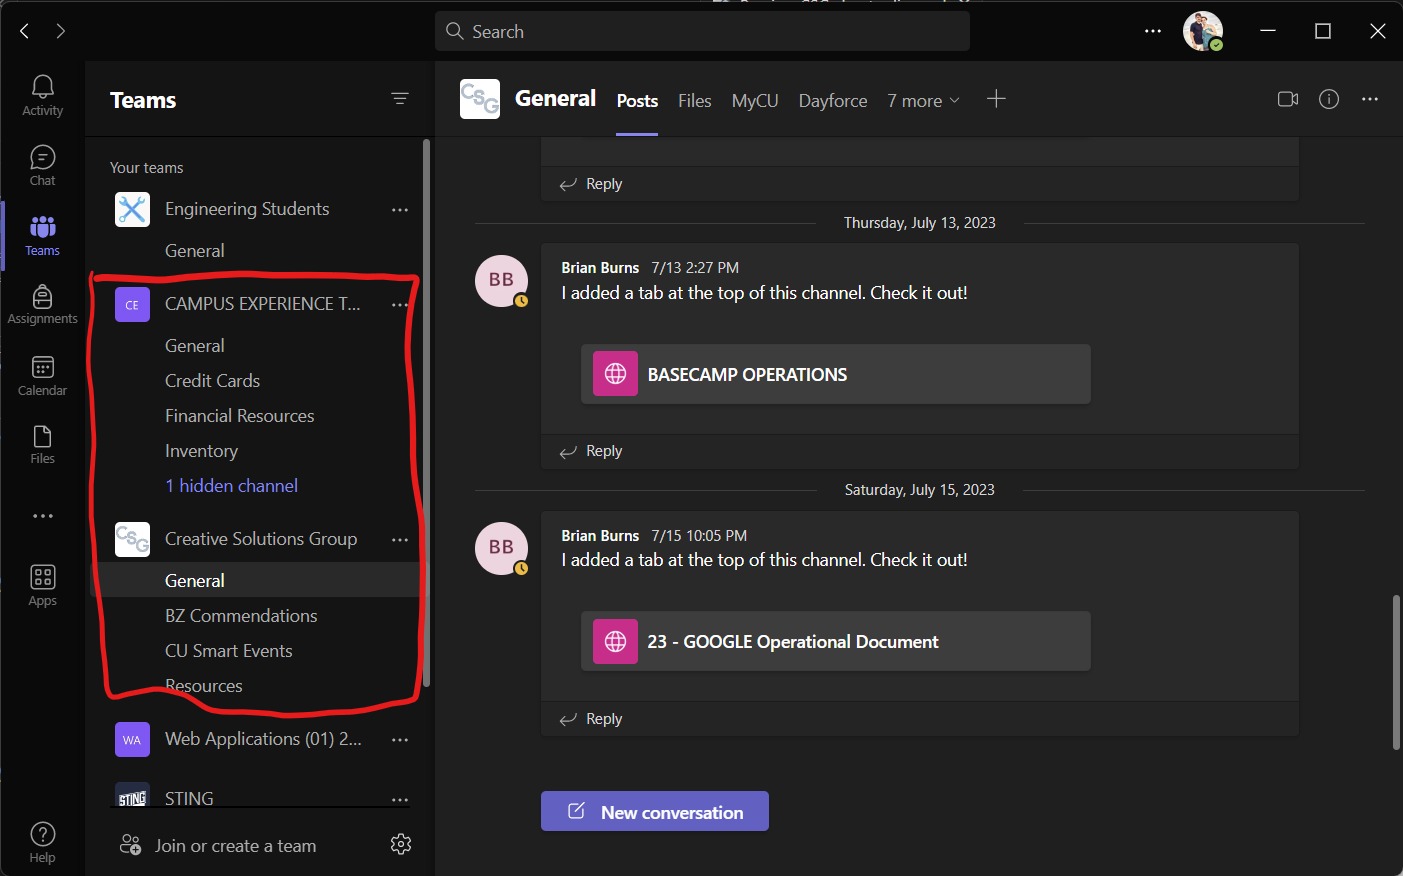 Search
Activity
Chat
Teams
Assignments
Calendar
Files
Apps
Help
Teams
Your teams
Engineering Students
General
CE
CAMPUS EXPERIENCE T...
General
Credit Cards
Financial Resources
Inventory
1 hidden channel
CSG
Creative Solutions Group
General
BZ Commendations
CU Smart Events
Resources
WA
Web Applications (01) 2...
STING
STING
Join or create a team
CSG
General
Posts Files MyCU Dayforce 7 more
Reply
Thursday, July 13, 2023
BB
Brian Burns 7/13 2:27 PM
I added a tab at the top of this channel. Check it out!
BASECAMP OPERATIONS
Reply
Saturday, July 15, 2023
BB
Brian Burns 7/15 10:05 PM
I added a tab at the top of this channel. Check it out!
23 - GOOGLE Operational Document
Reply
New conversation